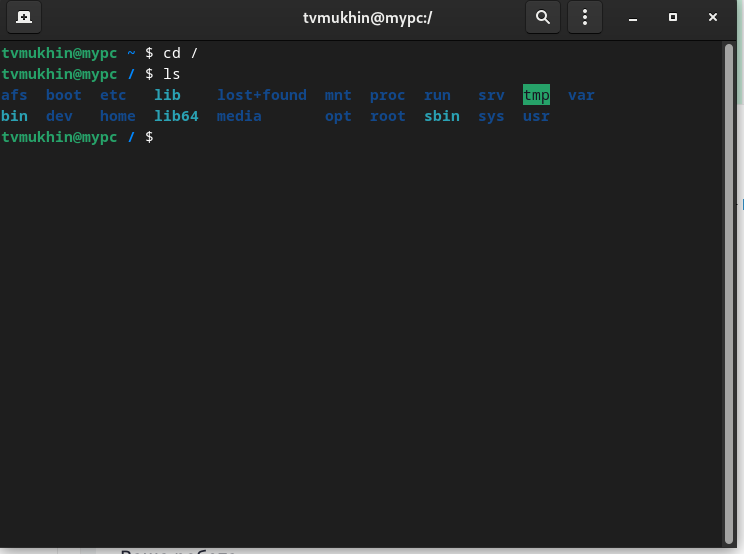 tvmukhin@mypc:/
tvmukhin@mypc ~ $ cd /
tvmukhin@mypc / $ ls
afs boot etc lib lost+found mnt proc run srv tmp var
bin dev home lib64 media opt root sbin sys usr
tvmukhin@mypc / $